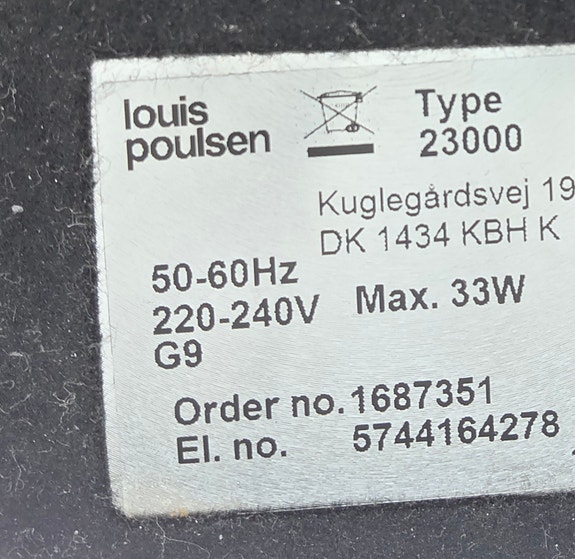 louis
poulsen
Type
23000
Kuglegårdsvej 19
DK 1434 KBH K
50-60Hz
220-240V Max. 33W
G9
Order no. 1687351
El. no. 5744164278